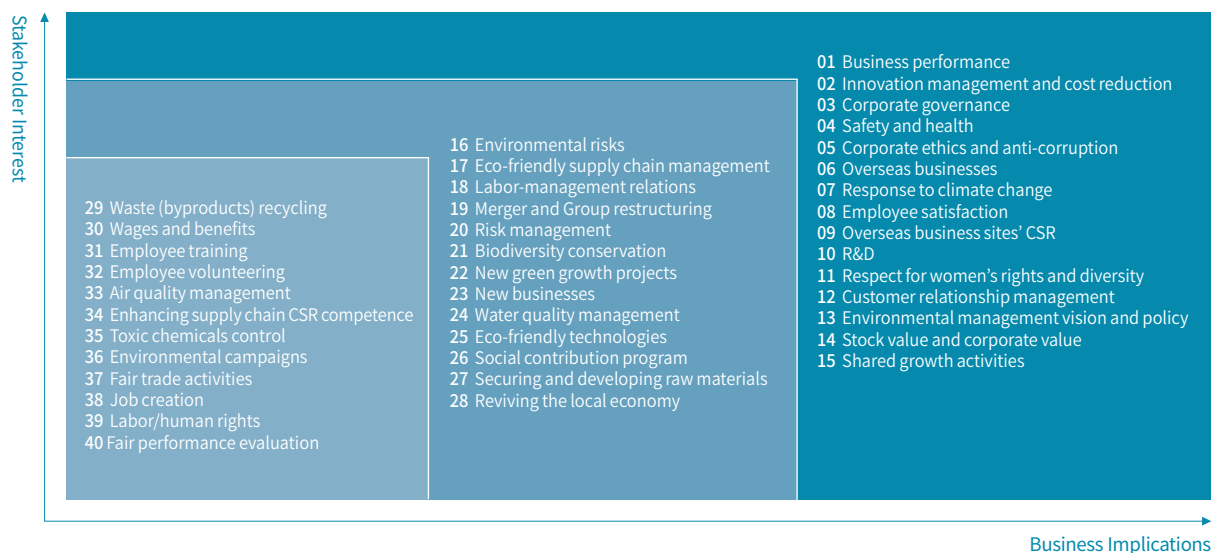 Stakeholder Interest
01 Business performance
02 Innovation management and cost reduction
03 Corporate governance
04 Safety and health
05 Corporate ethics and anti-corruption
06 Overseas businesses
07 Response to climate change
08 Employee satisfaction
09 Overseas business sites’ CSR
10 R&D
11 Respect for women’s rights and diversity
12 Customer relationship management
13 Environmental management vision and policy
14 Stock value and corporate value
15 Shared growth activities
16 Environmental risks
17 Eco-friendly supply chain management
18 Labor-management relations
19 Merger and Group restructuring
20 Risk management
21 Biodiversity conservation
22 New green growth projects
23 New businesses
24 Water quality management
25 Eco-friendly technologies
26 Social contribution program
27 Securing and developing raw materials
28 Reviving the local economy
29 Waste (byproducts) recycling
30 Wages and benefits
31 Employee training
32 Employee volunteering
33 Air quality management
34 Enhancing supply chain CSR competence
35 Toxic chemicals control
36 Environmental campaigns
37 Fair trade activities
38 Job creation
39 Labor/human rights
40 Fair performance evaluation
Business Implications